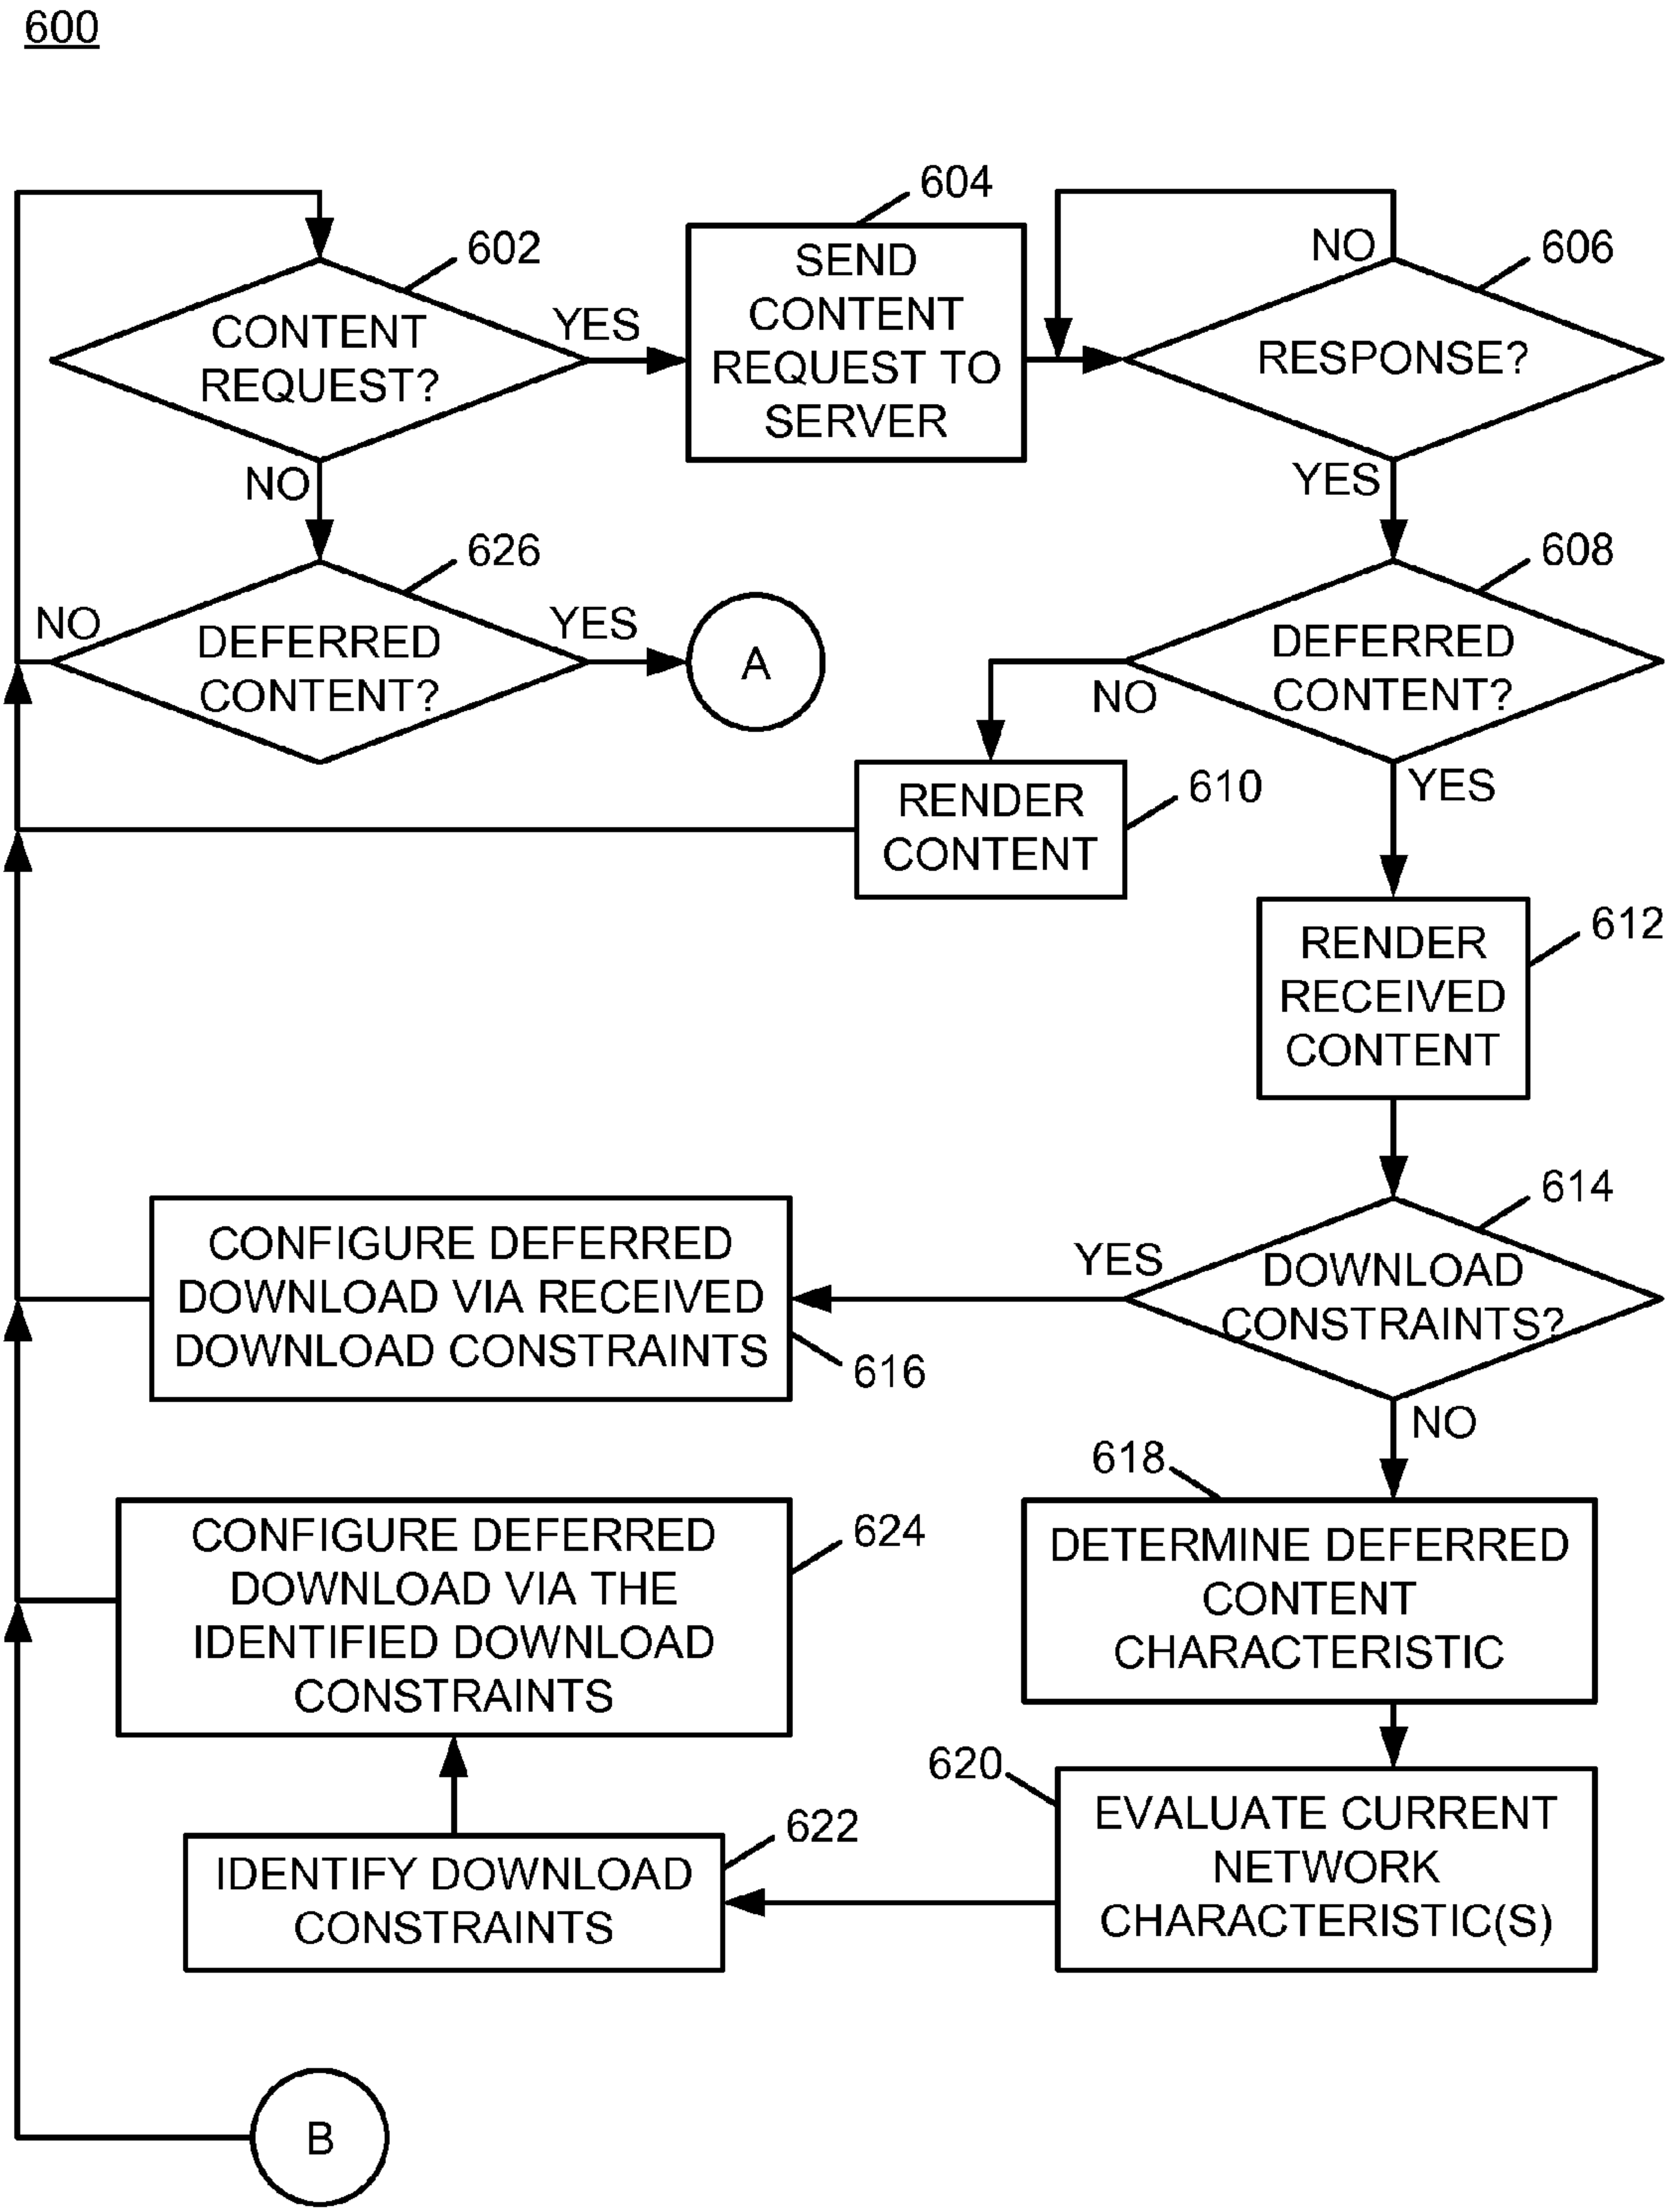 600
604
602
606
NO
SEND
CONTENT
REQUEST TO
SERVER
CONTENT
REQUEST?
YES
RESPONSE?
NO
YES
626
608
NO
DEFERRED
CONTENT?
YES
A
DEFERRED
CONTENT?
NO
YES
RENDER
CONTENT
610
RENDER
RECEIVED
CONTENT
612
614
CONFIGURE DEFERRED
DOWNLOAD VIA RECEIVED
DOWNLOAD CONSTRAINTS
616
YES
DOWNLOAD
CONSTRAINTS?
NO
618
CONFIGURE DEFERRED
DOWNLOAD VIA THE
IDENTIFIED DOWNLOAD
CONSTRAINTS
624
DETERMINE DEFERRED
CONTENT
CHARACTERISTIC
620
622
IDENTIFY DOWNLOAD
CONSTRAINTS
EVALUATE CURRENT
NETWORK
CHARACTERISTIC(S)
B